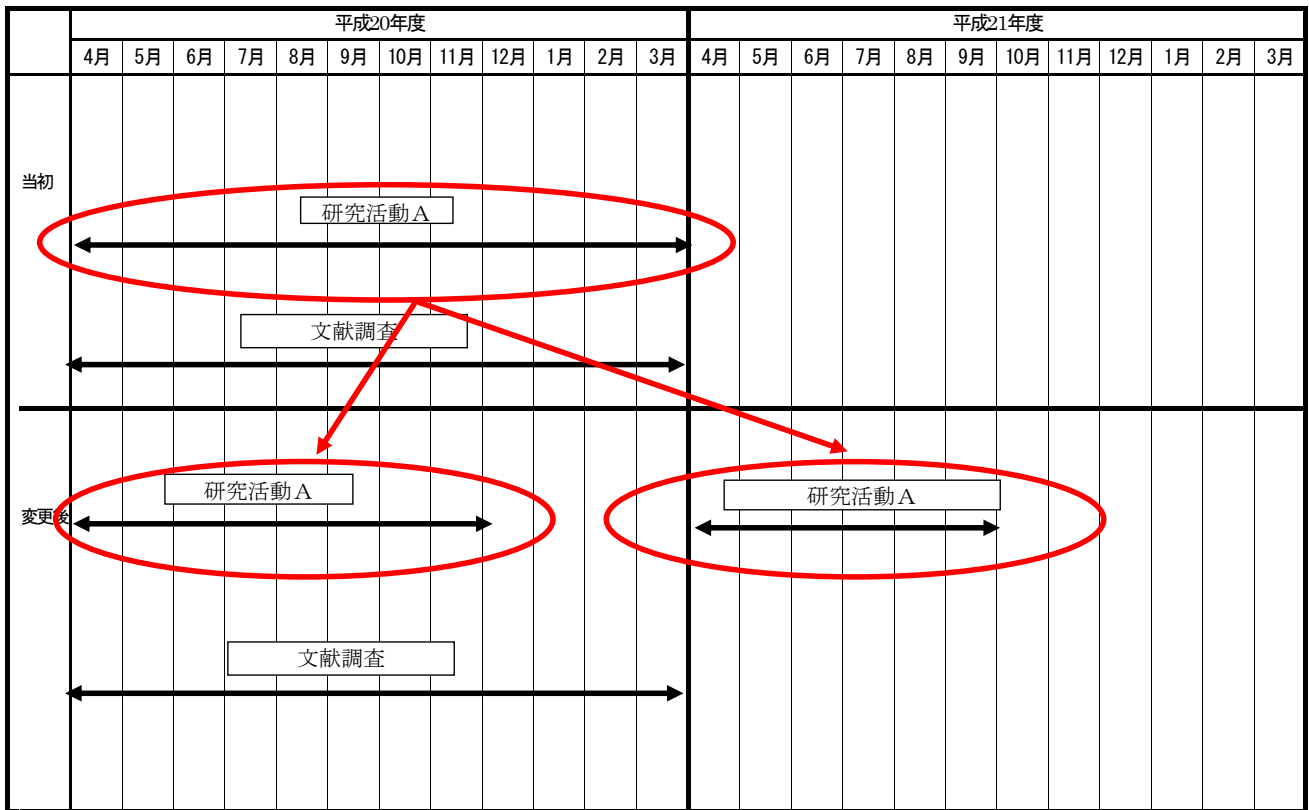 平成20年度 平成21年度
4月 5月 6月 7月 8月 9月 10月 11月 12月 1月 2月 3月 4月 5月 6月 7月 8月 9月 10月 11月 12月 1月 2月 3月
当初
研究活動A
文献調査
変更後
研究活動A 研究活動A
文献調査